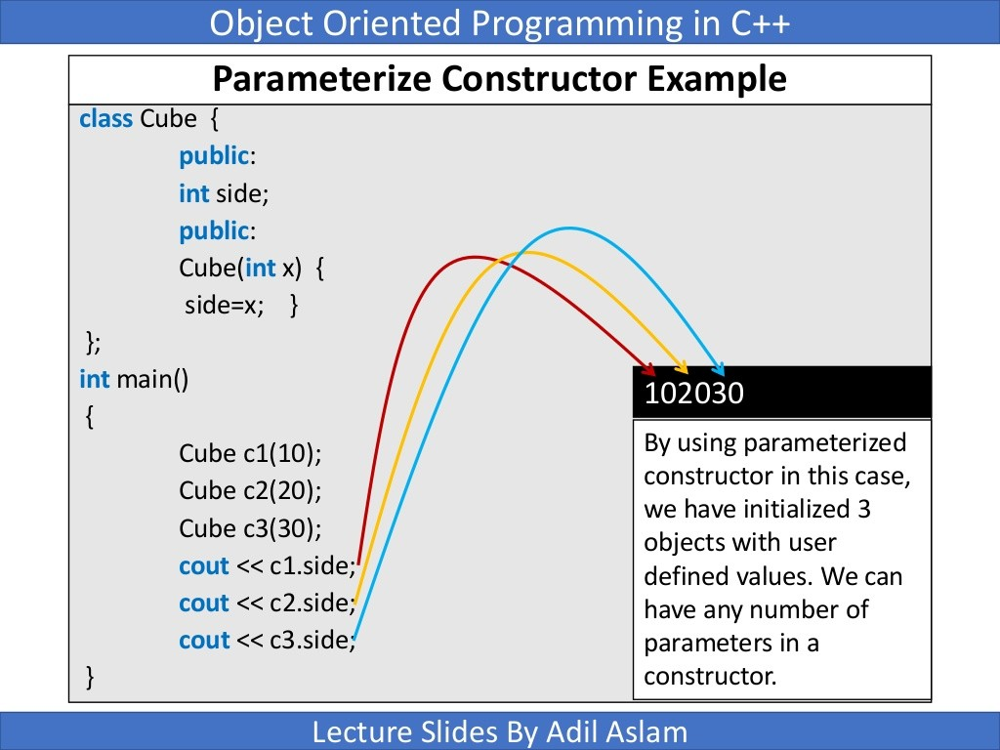 Object Oriented Programming in C++
Parameterize Constructor Example
class Cube {
public:
int side;
public:
Cube(int x) {
side=x; }
};
int main()
{
Cube c1(10);
Cube c2(20);
Cube c3(30);
cout << c1.side;
cout << c2.side;
cout << c3.side;
}
102030
By using parameterized
constructor in this case,
we have initialized 3
objects with user
defined values. We can
have any number of
parameters in a
constructor.
Lecture Slides By Adil Aslam